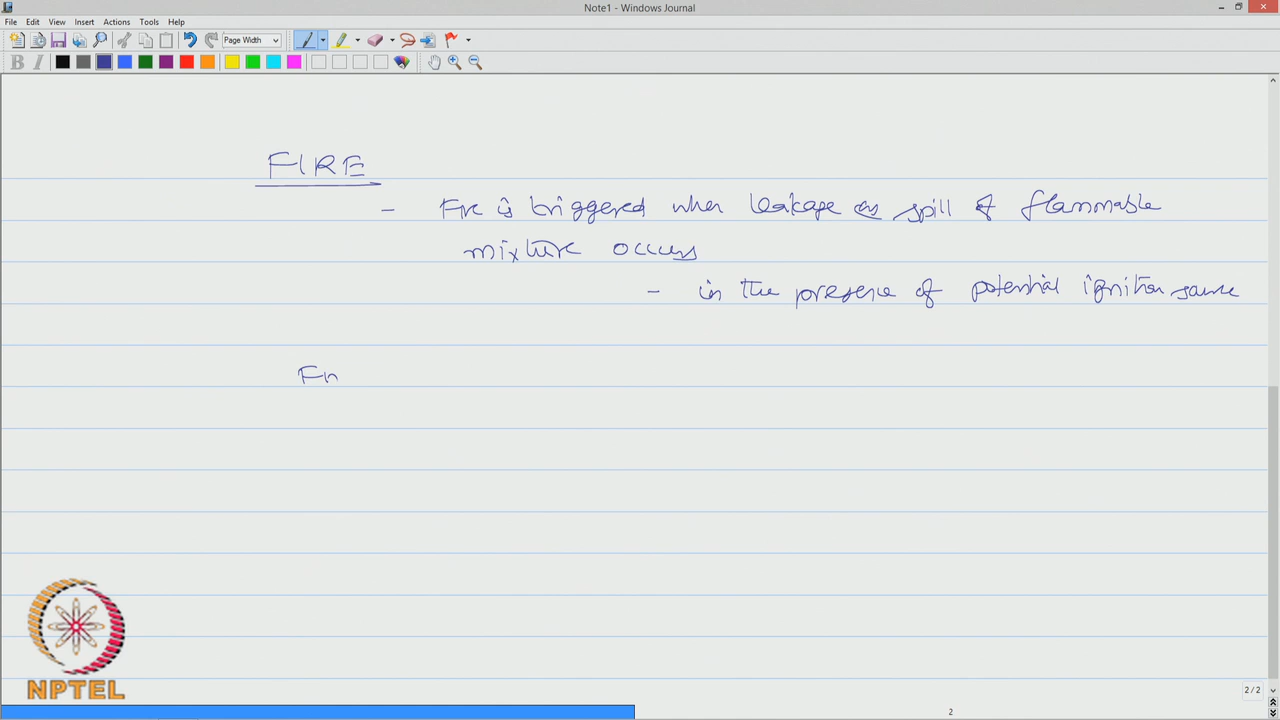 Note1 - Windows Journal
File Edit View Insert Actions Tools Help
Page Width
B I
FIRE
- Fire is triggered when leakage or spill of flammable
mixture occurs
- in the presence of potential ignition source
Fir
NPTEL
2 / 2
2